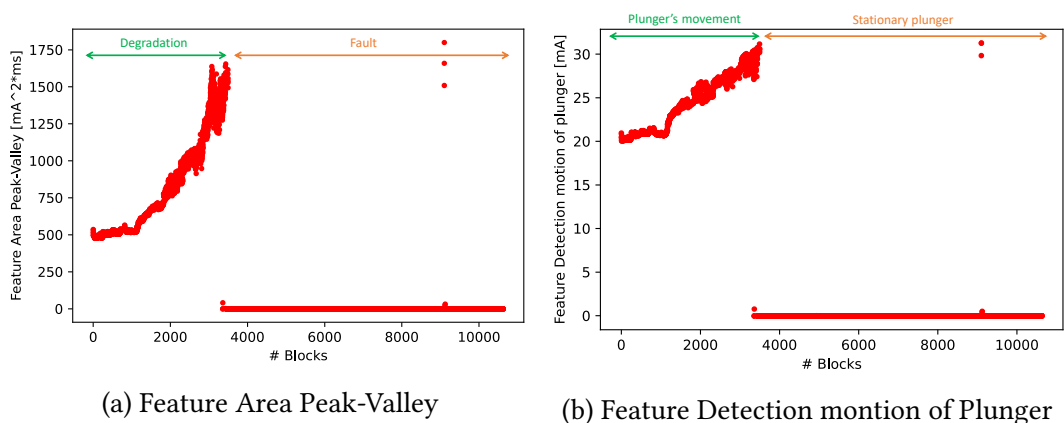 Degradation
Fault
1750
1500
1250
1000
750
500
250
0
Feature Area Peak-Valley [mA^2*ms]
0
2000
4000
6000
8000
10000
# Blocks
(a) Feature Area Peak-Valley
Plunger's movement
Stationary plunger
30
25
20
15
10
5
0
Feature Detection motion of plunger [mA]
0
2000
4000
6000
8000
10000
# Blocks
(b) Feature Detection montion of Plunger